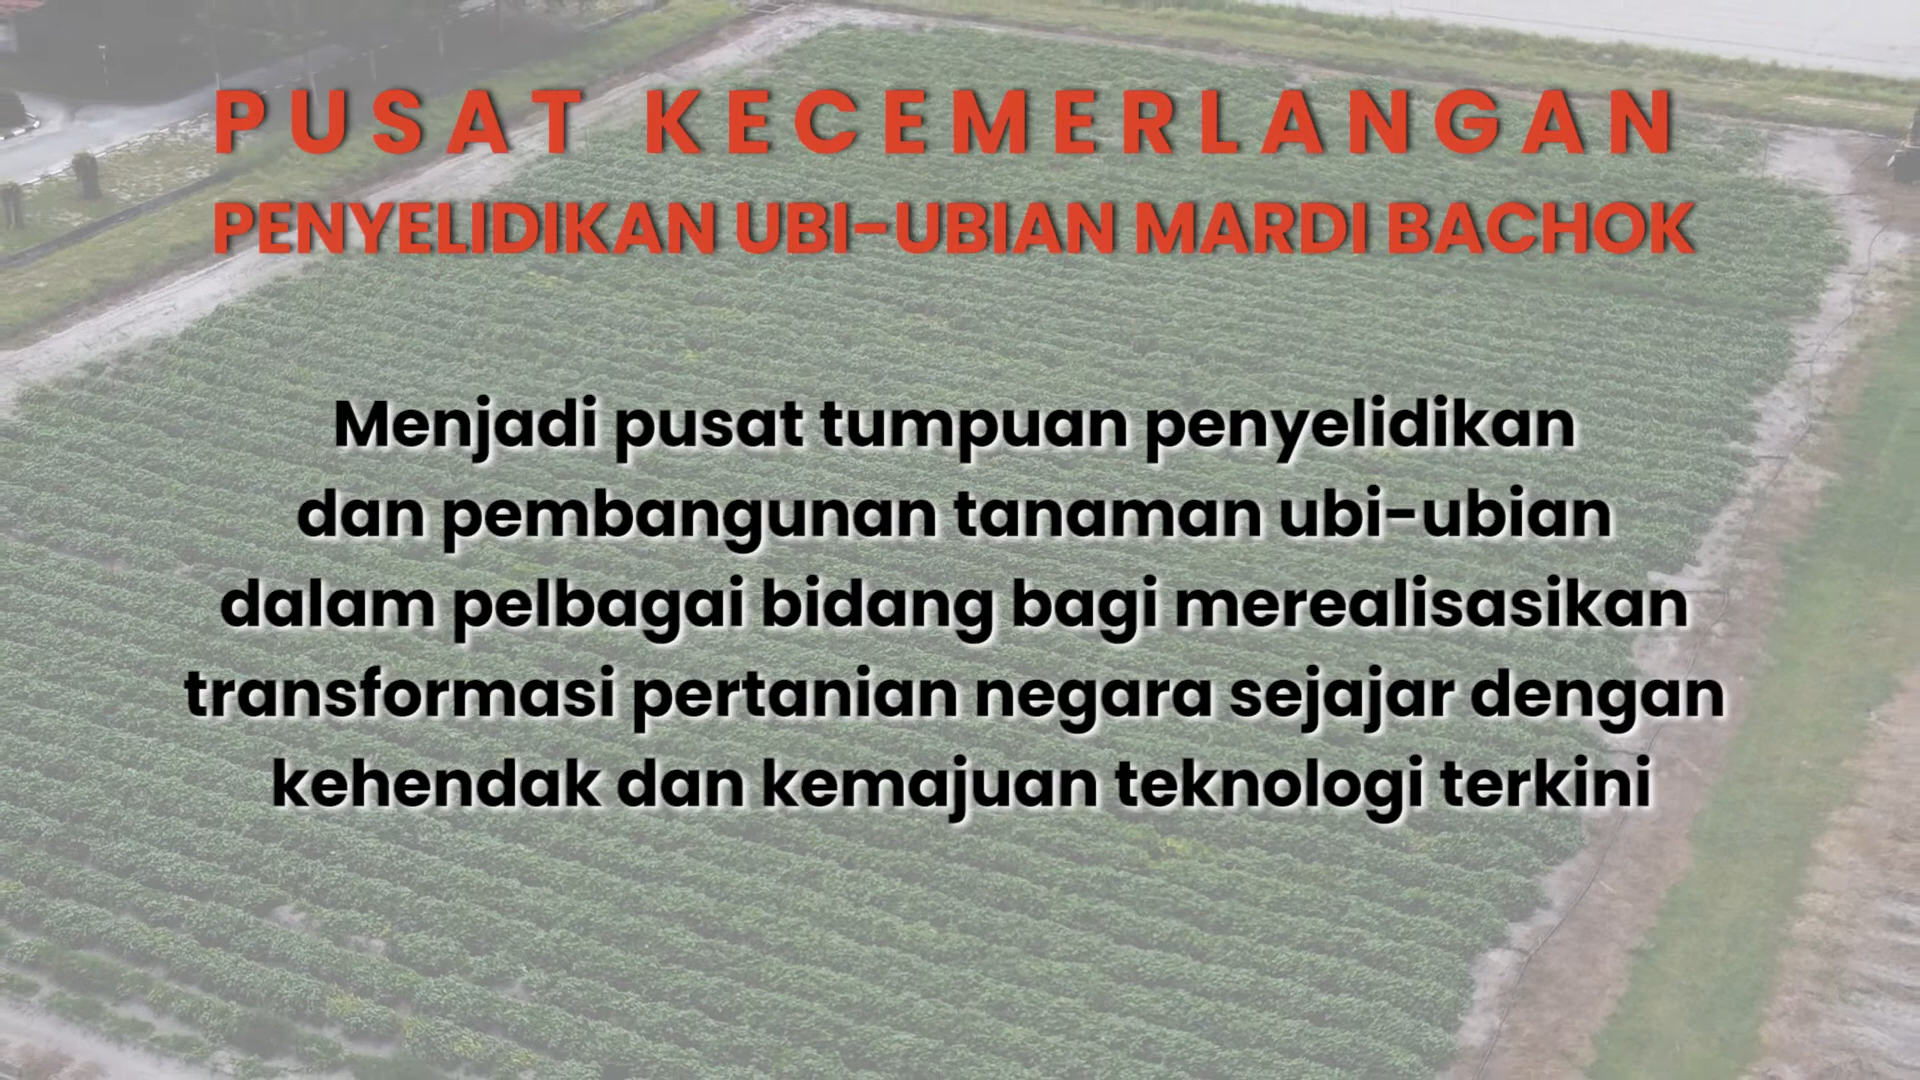 PUSAT KECEMERLANGAN
PENYELIDIKAN UBI-UBIAN MARDI BACHOK
Menjadi pusat tumpuan penyelidikan
dan pembangunan tanaman ubi-ubian
dalam pelbagai bidang bagi merealisasikan
transformasi pertanian negara sejajar dengan
kehendak dan kemajuan teknologi terkini